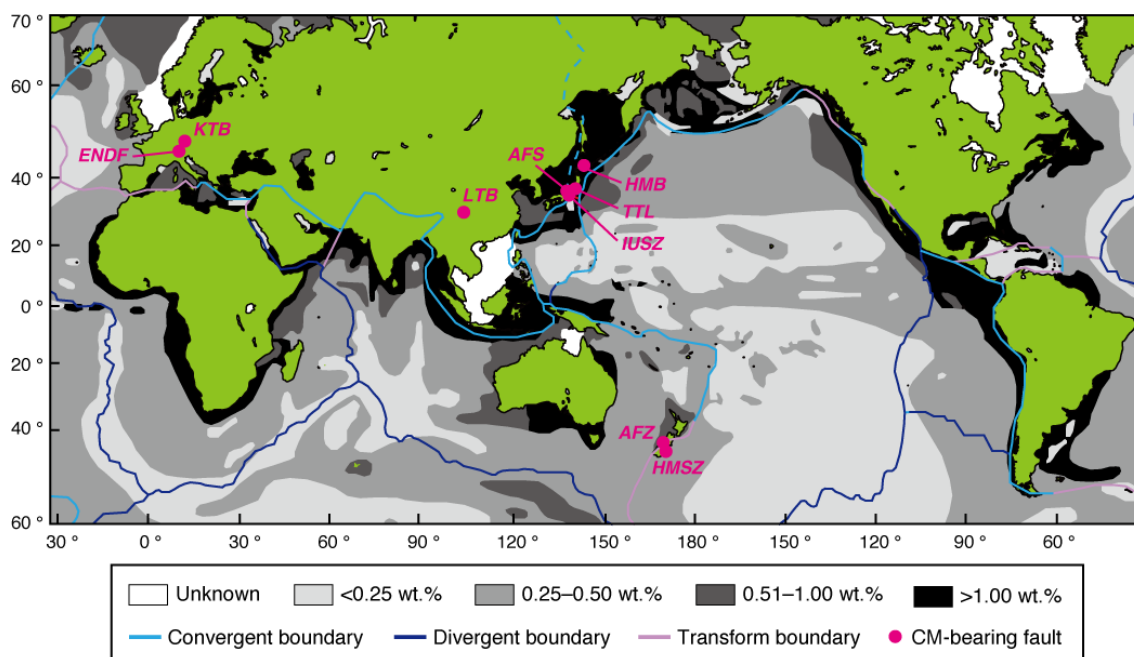 70 °
60 °
40 °
20 °
0 °
20 °
40 °
60 °
KTB
ENDF
LTB
AFS
HMB
TTL
IUSZ
AFZ
HMSZ
30 ° 0 ° 30 ° 60 ° 90 ° 120 ° 150 ° 180 ° 150 ° 120 ° 90 ° 60 °
Unknown <0.25 wt.% 0.25–0.50 wt.% 0.51–1.00 wt.% >1.00 wt.%
Convergent boundary Divergent boundary Transform boundary CM-bearing fault